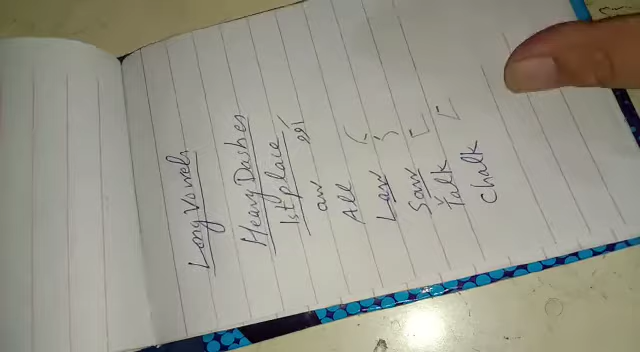 Long Vowels
Heavy Dashes
1st place
aw
All
Law
Saw
Talk
Chalk